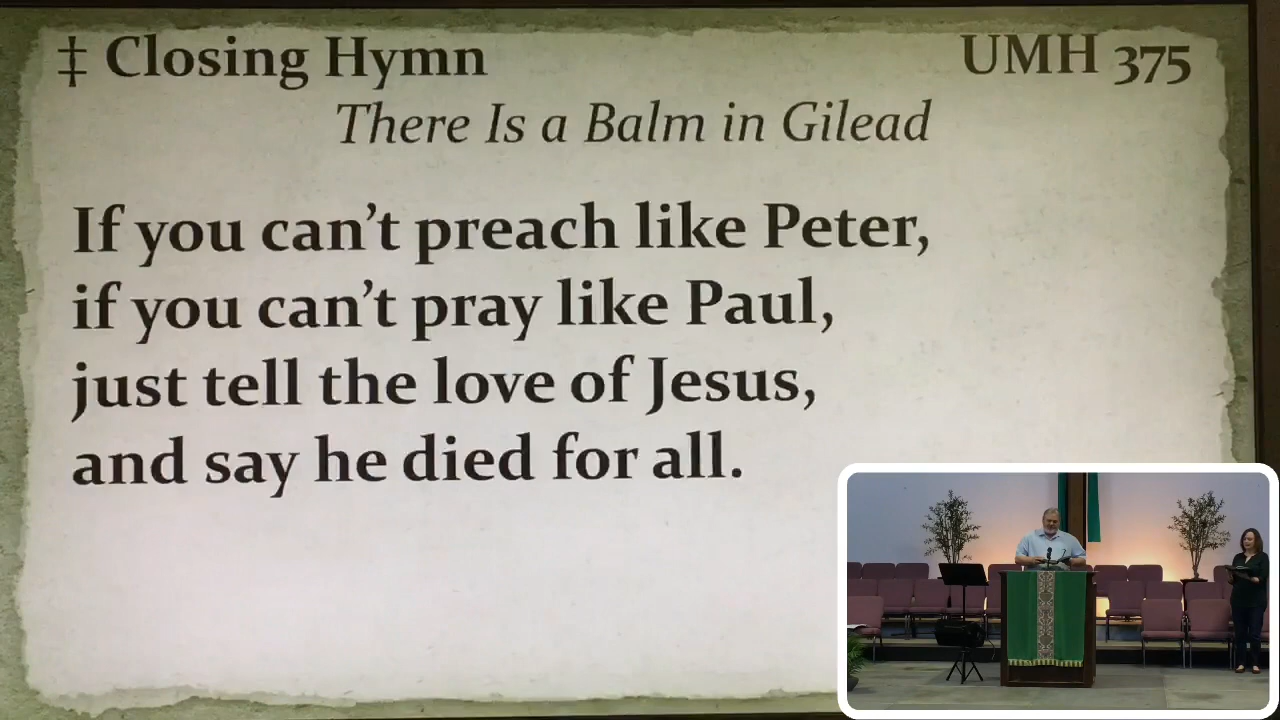 ‡ Closing Hymn UMH 375
There Is a Balm in Gilead
If you can’t preach like Peter,
if you can’t pray like Paul,
just tell the love of Jesus,
and say he died for all.